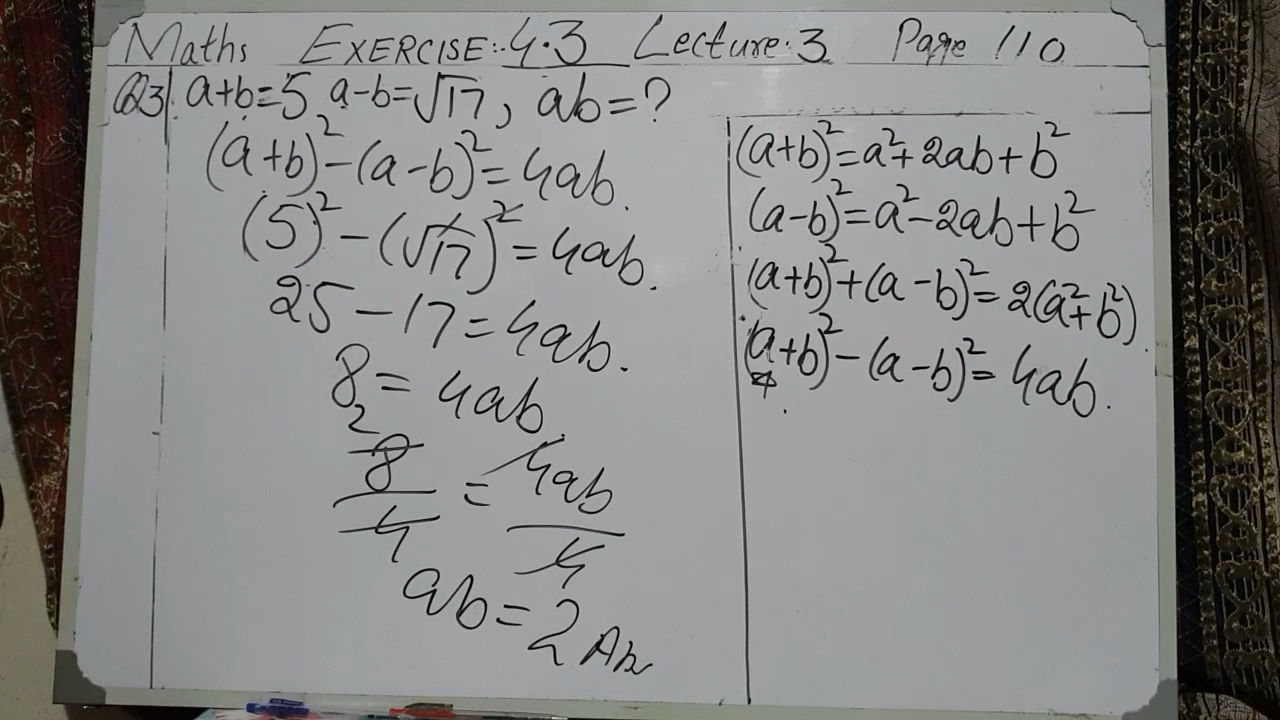 Maths EXERCISE:-4.3 Lecture:3 Page 110
Q3 a+b=5 a-b=√17, ab=?
(a+b)²-(a-b)²=4ab.
(5)²-(√17)²=4ab.
25-17=4ab.
8=4ab.
2
8/4 = 4ab/4
ab=2 Ans
(a+b)²=a²+2ab+b²
(a-b)²=a²-2ab+b²
(a+b)²+(a-b)²=2(a²+b²).
(a+b)²-(a-b)²=4ab.